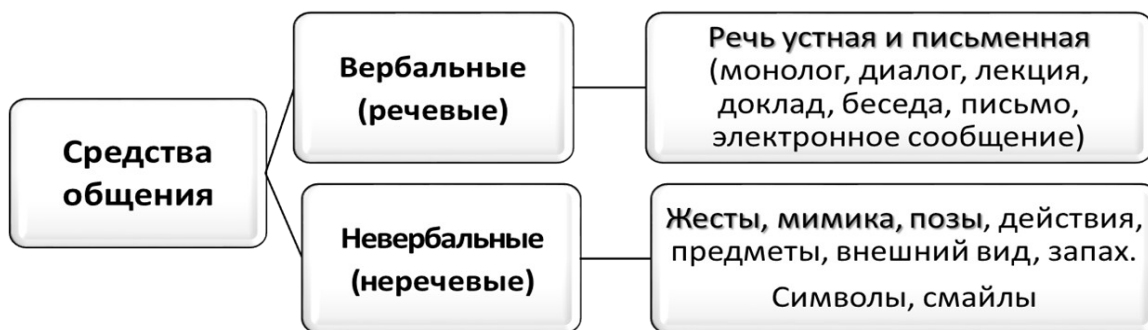 Средства
общения
Вербальные
(речевые)
Речь устная и письменная
(монолог, диалог, лекция,
доклад, беседа, письмо,
электронное сообщение)
Невербальные
(неречевые)
Жесты, мимика, позы, действия,
предметы, внешний вид, запах.
Символы, смайлы